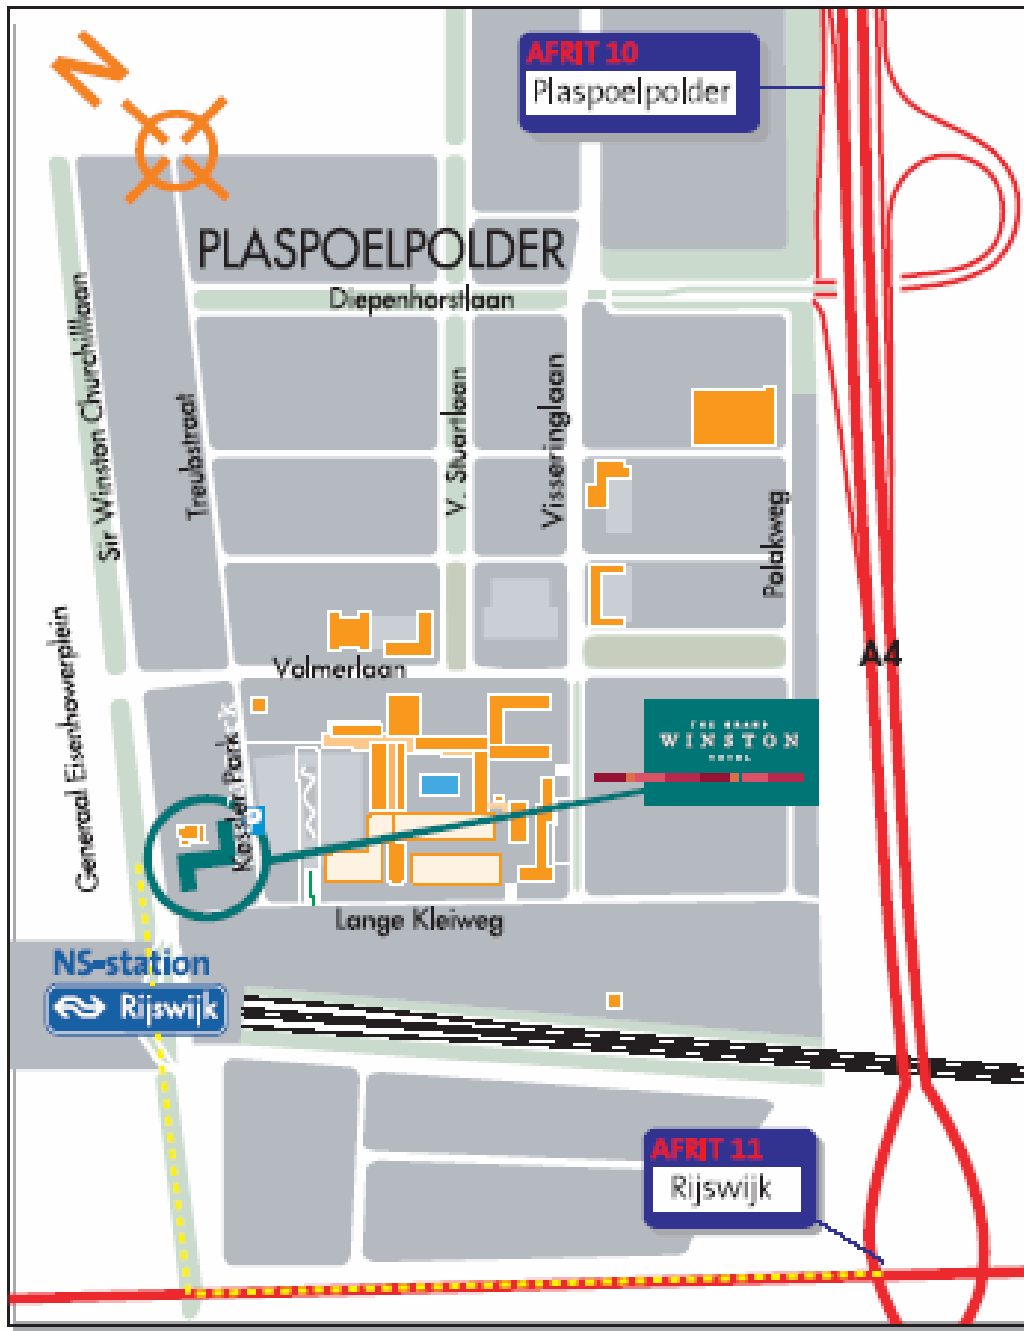 N
AFRIT 10
Plaspoelpolder
PLASPOELPOLDER
Diepenhorstlaan
Sir Winston Churchilllaan
Treubstraat
V. Stuartlaan
Visseringlaan
Polakweg
Generaal Eisenhowerplein
Volmerlaan
A4
THE GRAND
WINSTON
HOTEL
Kessler Park
P
Lange Kleiweg
NS-station
Rijswijk
AFRIT 11
Rijswijk